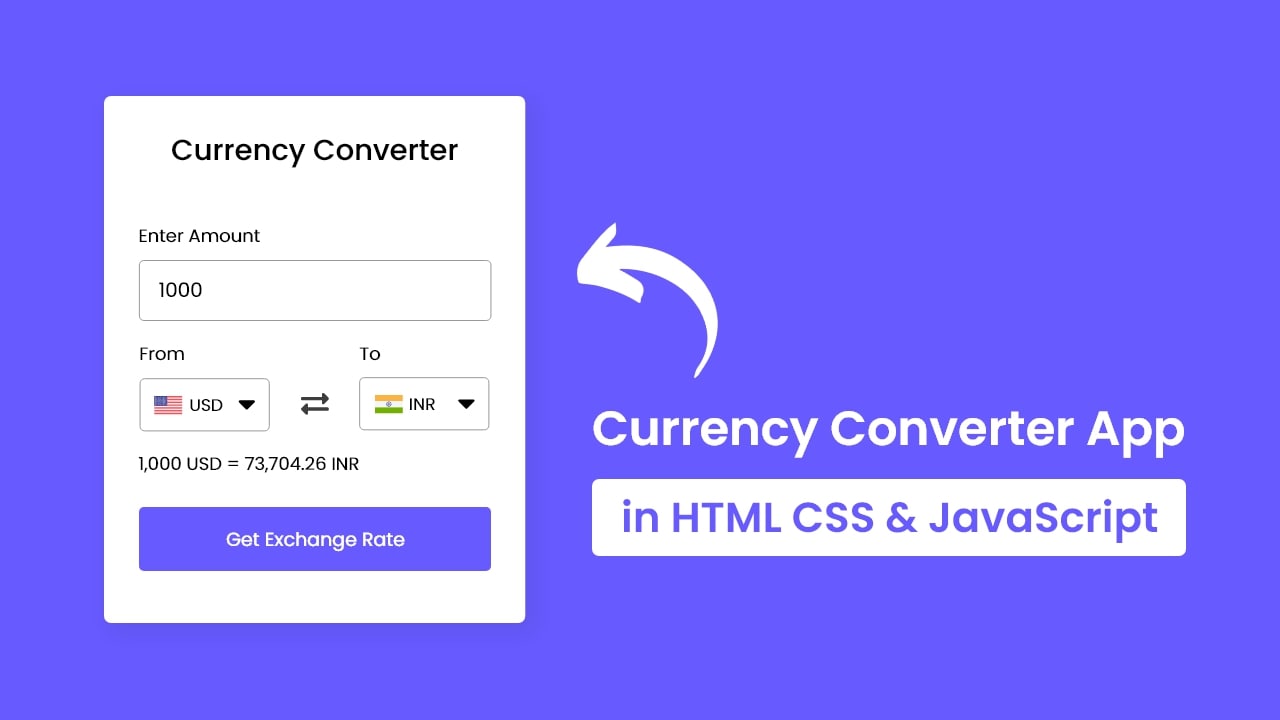 Currency Converter
Enter Amount
1000
From To
USD INR
1,000 USD = 73,704.26 INR
Get Exchange Rate
Currency Converter App
in HTML CSS & JavaScript